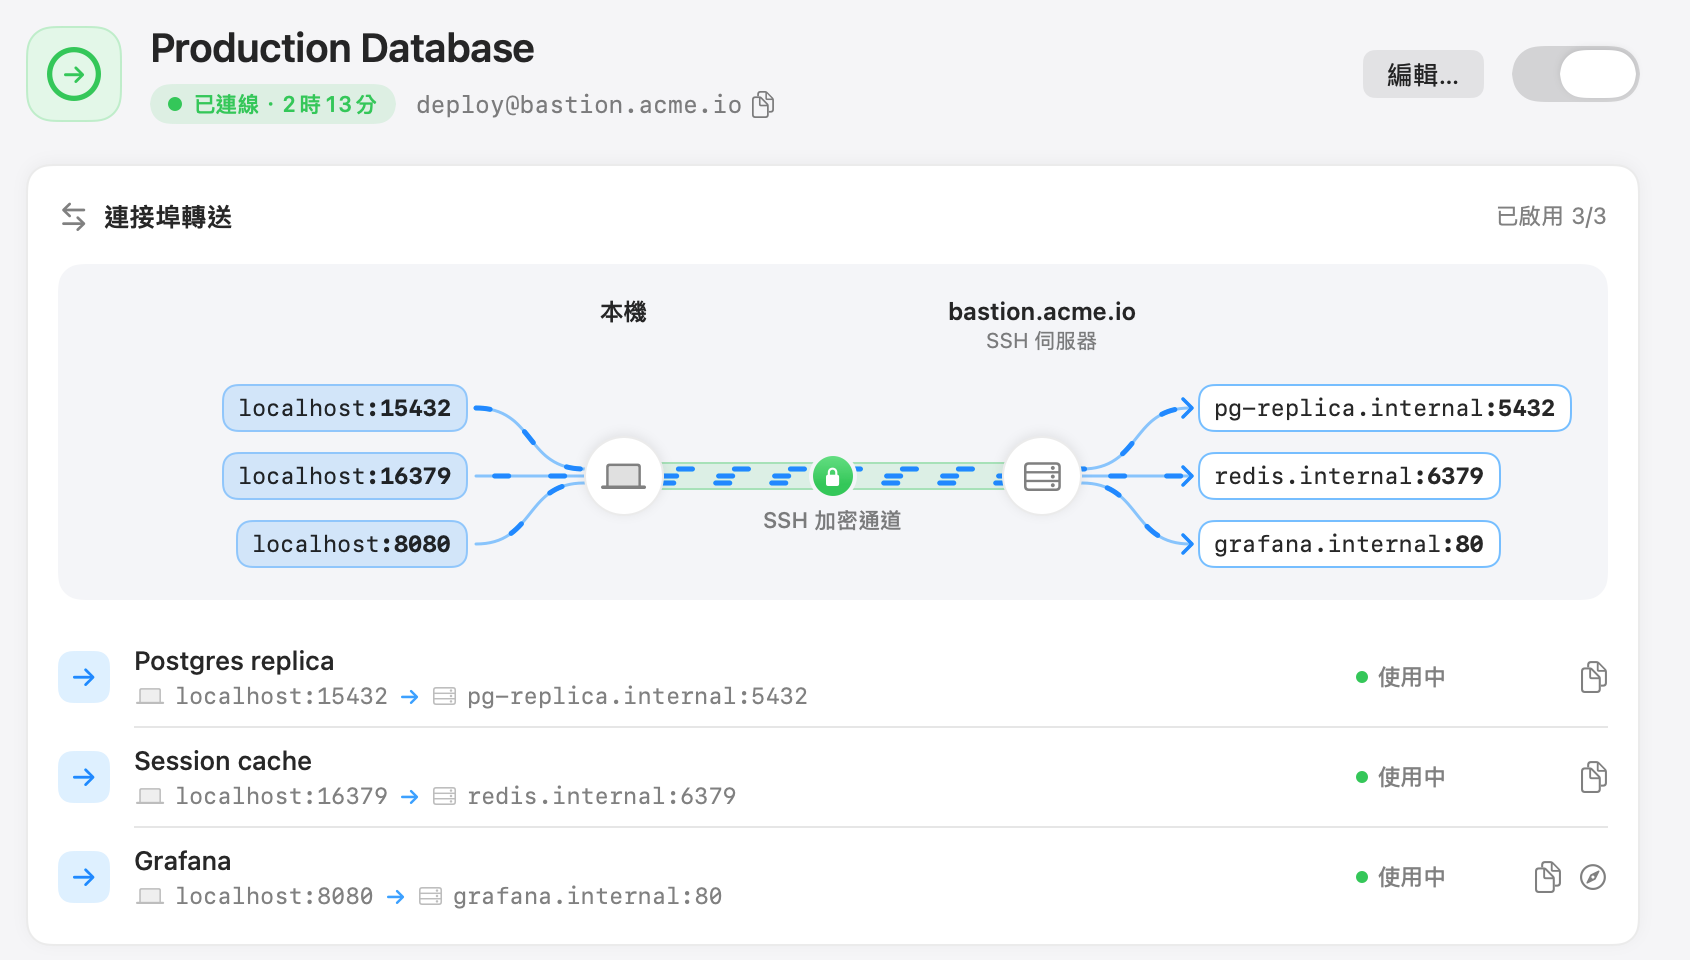 Production Database
編輯...
已連線 · 2 時 13 分
deploy@bastion.acme.io
連接埠轉送
已啟用 3/3
本機
bastion.acme.io
SSH 伺服器
localhost:15432
pg-replica.internal:5432
localhost:16379
redis.internal:6379
SSH 加密通道
localhost:8080
grafana.internal:80
Postgres replica
localhost:15432 → pg-replica.internal:5432
使用中
Session cache
localhost:16379 → redis.internal:6379
使用中
Grafana
localhost:8080 → grafana.internal:80
使用中